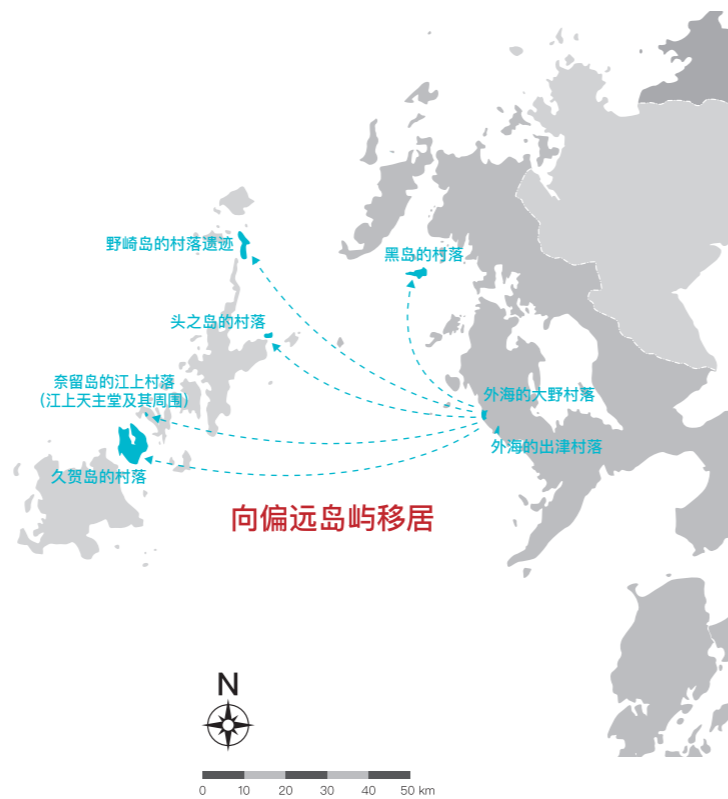 野崎岛的村落遗迹
黑岛的村落
头之岛的村落
奈留岛的江上村落
(江上天主堂及其周围)
外海的大野村落
外海的出津村落
久贺岛的村落
向偏远岛屿移居
N
0 10 20 30 40 50 km